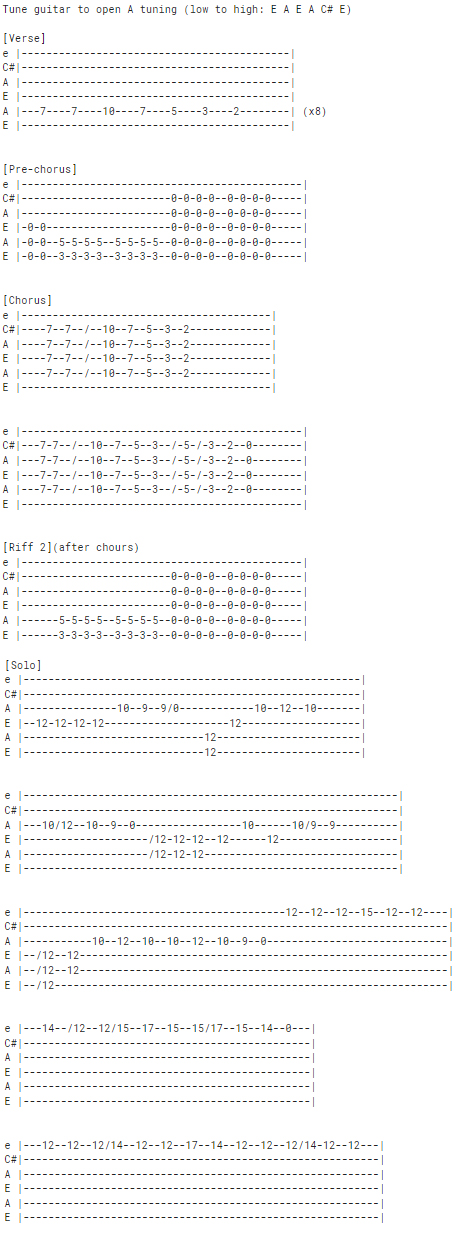 Tune guitar to open A tuning (low to high: E A E A C# E)
[Verse]
e |-------------------------------------------|
C#|-------------------------------------------|
A |-------------------------------------------|
E |-------------------------------------------|
A |---7----7----10----7----5----3----2--------| (x8)
E |-------------------------------------------|
[Pre-chorus]
e |---------------------------------------------|
C#|------------------------0-0-0-0--0-0-0-0-----|
A |------------------------0-0-0-0--0-0-0-0-----|
E |-0-0--------------------0-0-0-0--0-0-0-0-----|
A |-0-0--5-5-5-5--5-5-5-5--0-0-0-0--0-0-0-0-----|
E |-0-0--3-3-3-3--3-3-3-3--0-0-0-0--0-0-0-0-----|
[Chorus]
e |----------------------------------------|
C#|----7--7--/--10--7--5--3--2-------------|
A |----7--7--/--10--7--5--3--2-------------|
E |----7--7--/--10--7--5--3--2-------------|
A |----7--7--/--10--7--5--3--2-------------|
E |----------------------------------------|
e |---------------------------------------------|
C#|---7-7--/--10--7--5--3--/-5-/-3--2--0--------|
A |---7-7--/--10--7--5--3--/-5-/-3--2--0--------|
E |---7-7--/--10--7--5--3--/-5-/-3--2--0--------|
A |---7-7--/--10--7--5--3--/-5-/-3--2--0--------|
E |---------------------------------------------|
[Riff 2](after chours)
e |---------------------------------------------|
C#|------------------------0-0-0-0--0-0-0-0-----|
A |------------------------0-0-0-0--0-0-0-0-----|
E |------------------------0-0-0-0--0-0-0-0-----|
A |------5-5-5-5--5-5-5-5--0-0-0-0--0-0-0-0-----|
E |------3-3-3-3--3-3-3-3--0-0-0-0--0-0-0-0-----|
[Solo]
e |------------------------------------------------------|
C#|------------------------------------------------------|
A |---------------10--9--9/0------------10--12--10-------|
E |--12-12-12-12--------------------12-------------------|
A |-----------------------------12-----------------------|
E |-----------------------------12-----------------------|
e |------------------------------------------------------------|
C#|------------------------------------------------------------|
A |---10/12--10--9--0-----------------10------10/9--9----------|
E |--------------------/12-12-12--12------12-------------------|
A |--------------------/12-12-12-------------------------------|
E |------------------------------------------------------------|
e |------------------------------------------12--12--12--15--12--12----|
C#|--------------------------------------------------------------------|
A |-----------10--12--10--10--12--10--9--0-----------------------------|
E |--/12--12-----------------------------------------------------------|
A |--/12--12-----------------------------------------------------------|
E |--/12---------------------------------------------------------------|
e |---14--/12--12/15--17--15--15/17--15--14--0---|
C#|----------------------------------------------|
A |----------------------------------------------|
E |----------------------------------------------|
A |----------------------------------------------|
E |----------------------------------------------|
e |---12--12--12/14--12--12--17--14--12--12--12/14-12--12---|
C#|---------------------------------------------------------|
A |---------------------------------------------------------|
E |---------------------------------------------------------|
A |---------------------------------------------------------|
E |---------------------------------------------------------|